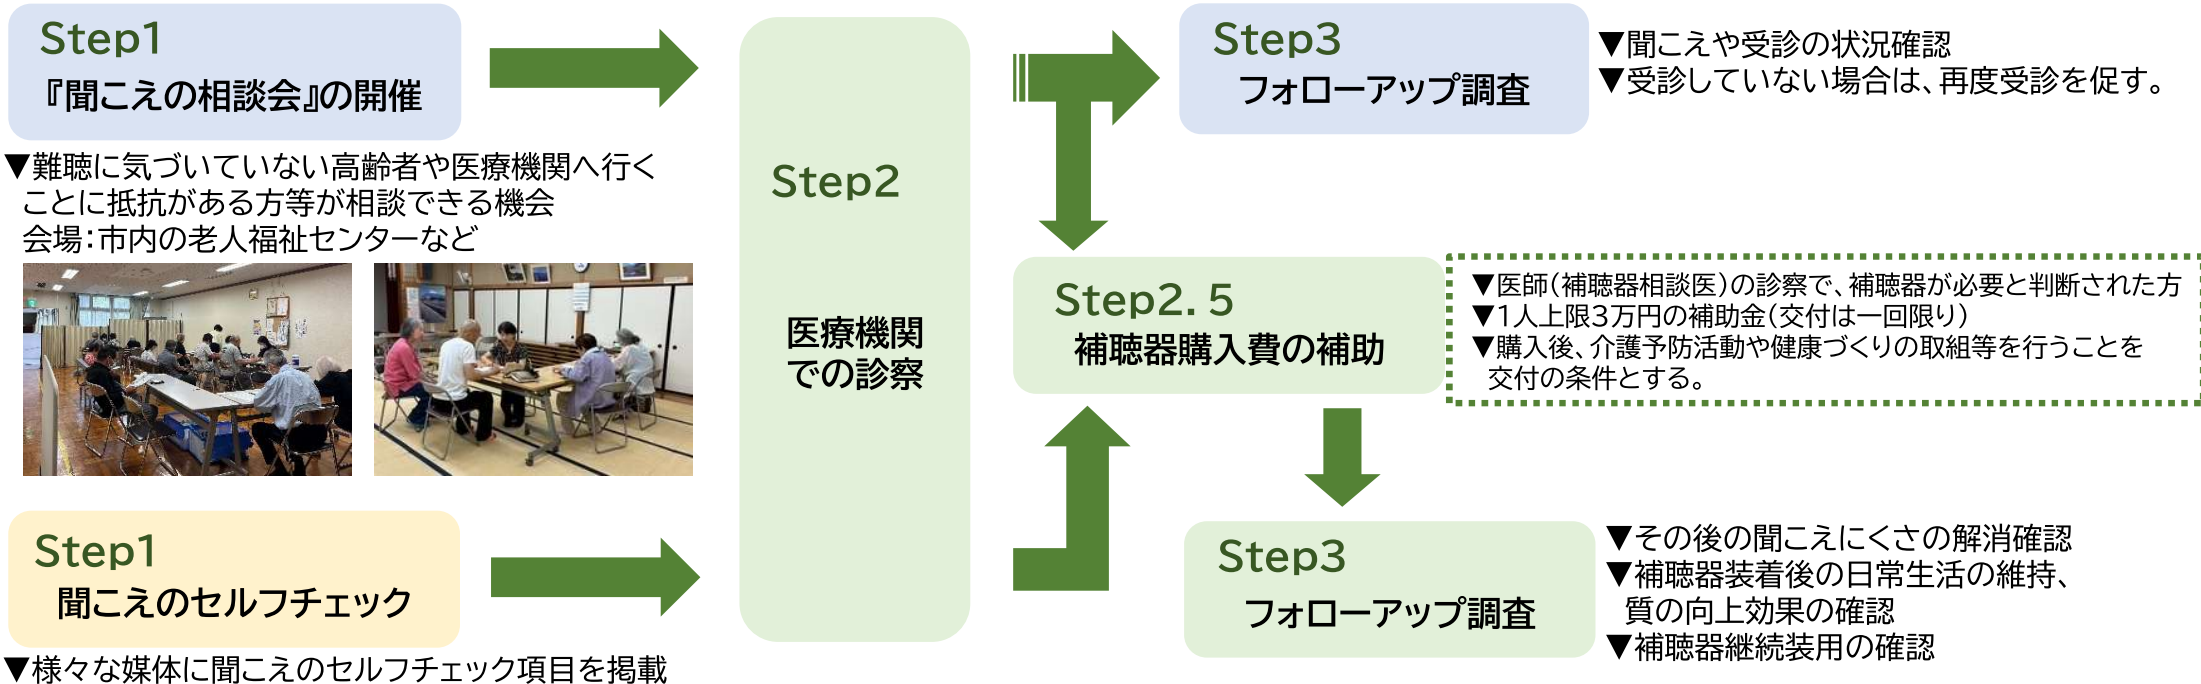 Step1
『聞こえの相談会』の開催
▼難聴に気づいていない高齢者や医療機関へ行く
ことに抵抗がある方等が相談できる機会
会場：市内の老人福祉センターなど
Step1
聞こえのセルフチェック
▼様々な媒体に聞こえのセルフチェック項目を掲載
Step2
医療機関
での診察
Step3
フォローアップ調査
▼聞こえや受診の状況確認
▼受診していない場合は、再度受診を促す。
Step2.5
補聴器購入費の補助
▼医師（補聴器相談医）の診察で、補聴器が必要と判断された方
▼1人上限3万円の補助金（交付は一回限り）
▼購入後、介護予防活動や健康づくりの取組等を行うことを
交付の条件とする。
Step3
フォローアップ調査
▼その後の聞こえにくさの解消確認
▼補聴器装着後の日常生活の維持、
質の向上効果の確認
▼補聴器継続装用の確認